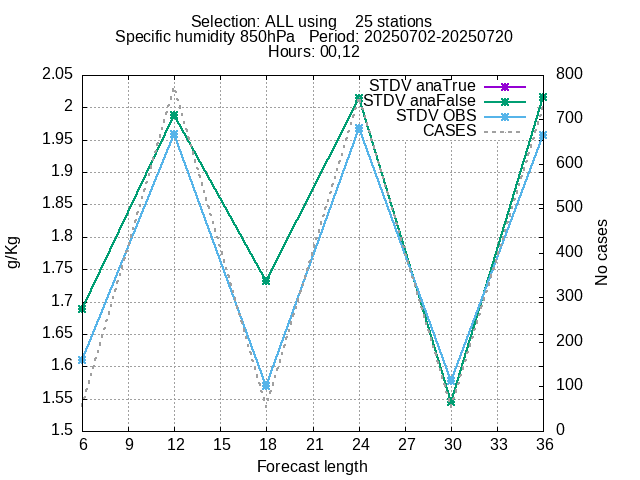 Selection: ALL using    25 stations
Specific humidity 850hPa   Period: 20250702-20250720
Hours: 00,12
STDV anaTrue
STDV anaFalse
STDV OBS
CASES
g/Kg
2.05
2
1.95
1.9
1.85
1.8
1.75
1.7
1.65
1.6
1.55
1.5
800
700
600
500
400
300
200
100
0
No cases
6 9 12 15 18 21 24 27 30 33 36
Forecast length